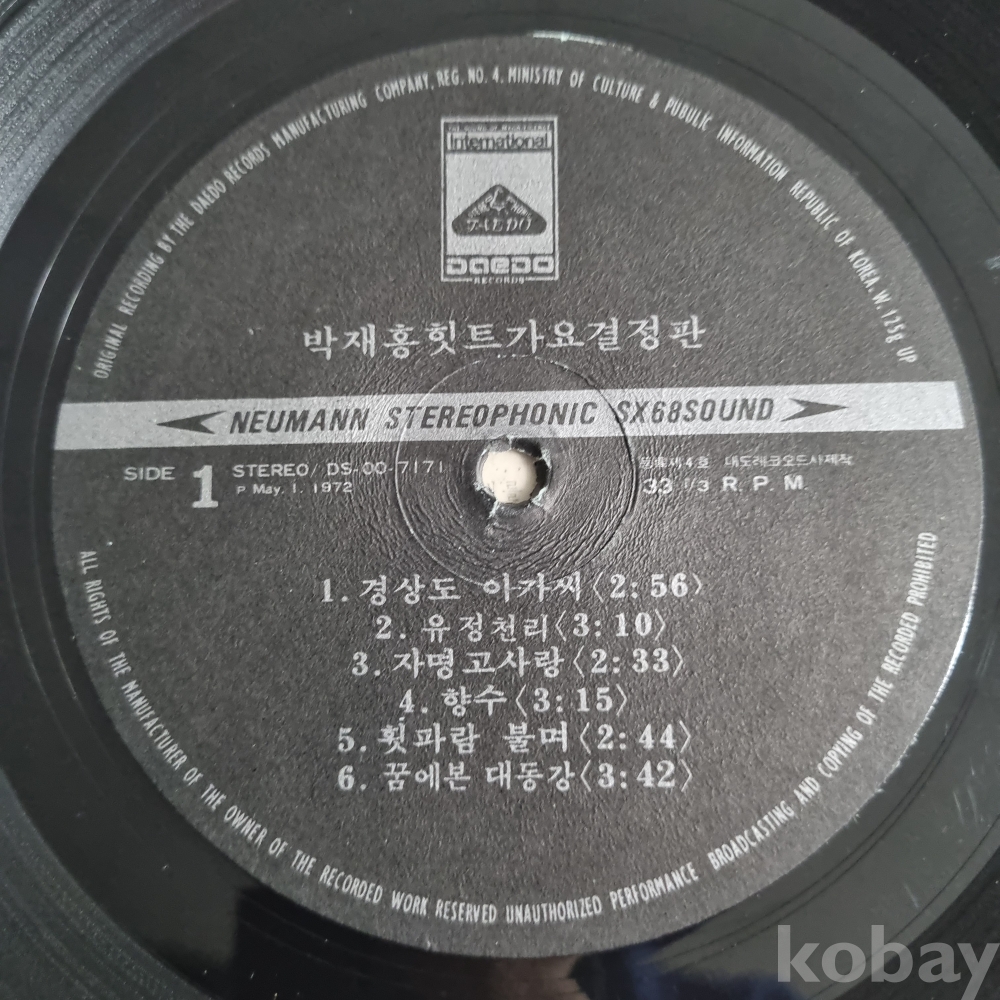 ORIGINAL RECORDING BY THE DAEDO RECORDS MANUFACTURING COMPANY, REG. NO. 4. MINISTRY OF CULTURE & PUBULIC INFORMATION REPUBLIC OF KOREA. W. 125g UP
International
DAEDO
RECORDS
박재홍힛트가요결정판
NEUMANN STEREOPHONIC SX68SOUND
SIDE 1
STEREO/ DS-OO-7171
P May. 1. 1972
제4호 대도레코오드사제작
33 1/3 R. P. M.
1. 경상도 아가씨〈2:56〉
2. 유정천리〈3:10〉
3. 자명고사랑〈2:33〉
4. 향수〈3:15〉
5. 휫파람 불며〈2:44〉
6. 꿈에본 대동강〈3:42〉
ALL RIGHTS OF THE MANUFACTURER OF THE OWNER OF THE RECORDED WORK RESERVED UNAUTHORIZED PERFORMANCE BROADCASTING AND COPYING OF THE RECORDED PROHIBITED
kobay